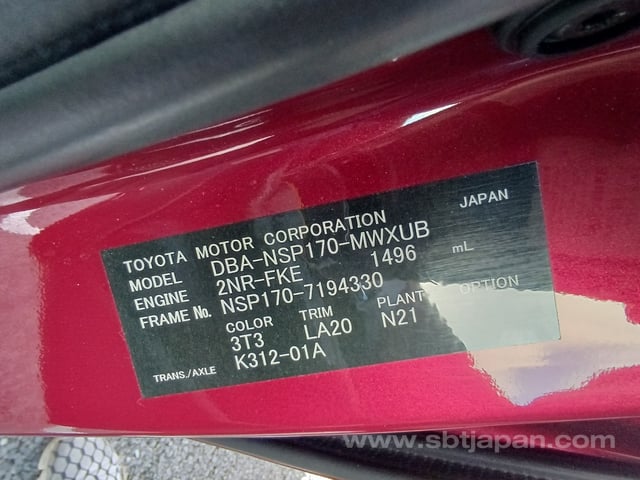 TOYOTA MOTOR CORPORATION JAPAN
MODEL DBA-NSP170-MWXUB
ENGINE 2NR-FKE 1496 mL
FRAME No. NSP170-7194330
COLOR TRIM PLANT OPTION
3T3 LA20 N21
TRANS./AXLE K312-01A
www.sbtjapan.com